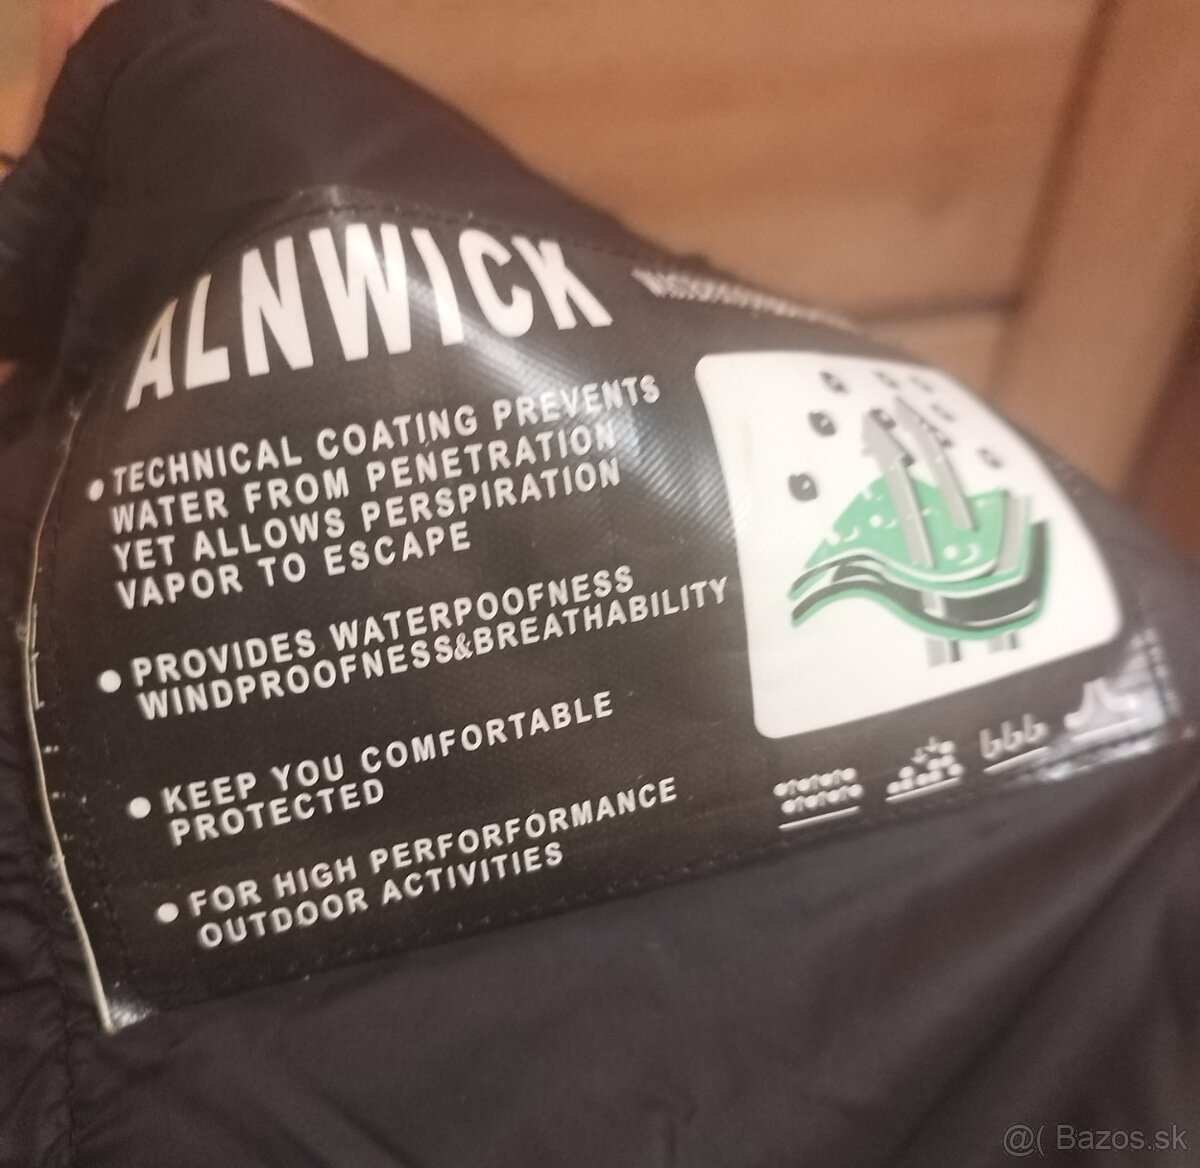 ALNWICK
• TECHNICAL COATING PREVENTS
WATER FROM PENETRATION
YET ALLOWS PERSPIRATION
VAPOR TO ESCAPE
• PROVIDES WATERPOOFNESS
WINDPROOFNESS&BREATHABILITY
• KEEP YOU COMFORTABLE
PROTECTED
• FOR HIGH PERFORFORMANCE
OUTDOOR ACTIVITIES
@( Bazos.sk